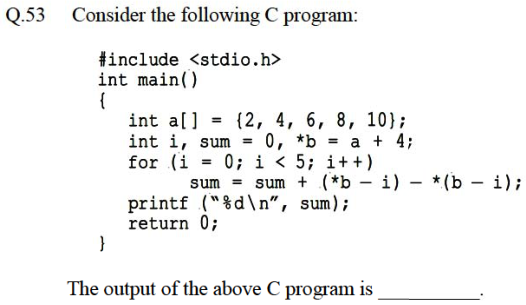 Q.53 Consider the following C program:
#include <stdio.h>
int main()
{
int a[] = {2, 4, 6, 8, 10};
int i, sum = 0, *b = a + 4;
for (i = 0; i < 5; i++)
sum = sum + (*b – i) – *(b – i);
printf (“%d\n”, sum);
return 0;
}
The output of the above C program is __________.